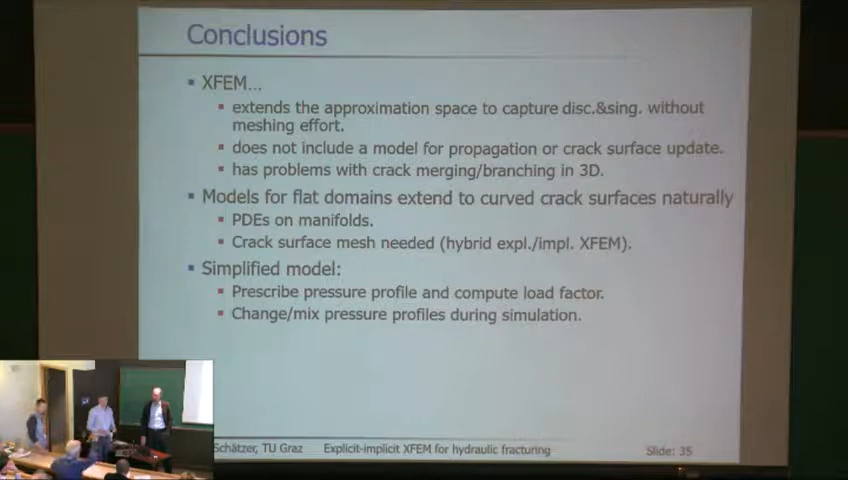 Conclusions
XFEM...
extends the approximation space to capture disc.&sing. without
meshing effort.
does not include a model for propagation or crack surface update.
has problems with crack merging/branching in 3D.
Models for flat domains extend to curved crack surfaces naturally
PDEs on manifolds.
Crack surface mesh needed (hybrid expl./impl. XFEM).
Simplified model:
Prescribe pressure profile and compute load factor.
Change/mix pressure profiles during simulation.
Schätzer, TU Graz Explicit-implicit XFEM for hydraulic fracturing Slide: 35